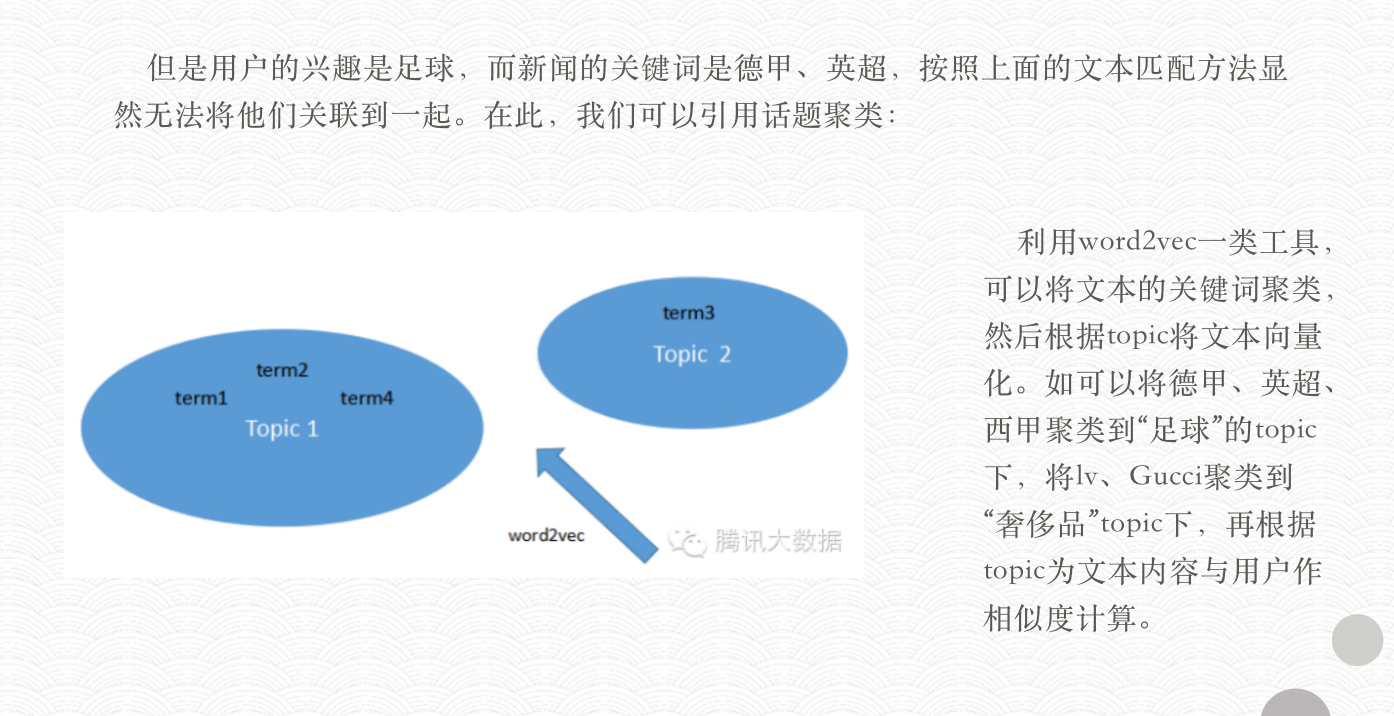 但是用户的兴趣是足球，而新闻的关键词是德甲、英超，按照上面的文本匹配方法显
然无法将他们关联到一起。在此，我们可以引用话题聚类：
term2
term1 term4
Topic 1
term3
Topic 2
word2vec
腾讯大数据
利用word2vec一类工具，
可以将文本的关键词聚类，
然后根据topic将文本向量
化。如可以将德甲、英超、
西甲聚类到“足球”的topic
下，将lv、Gucci聚类到
“奢侈品”topic下，再根据
topic为文本内容与用户作
相似度计算。